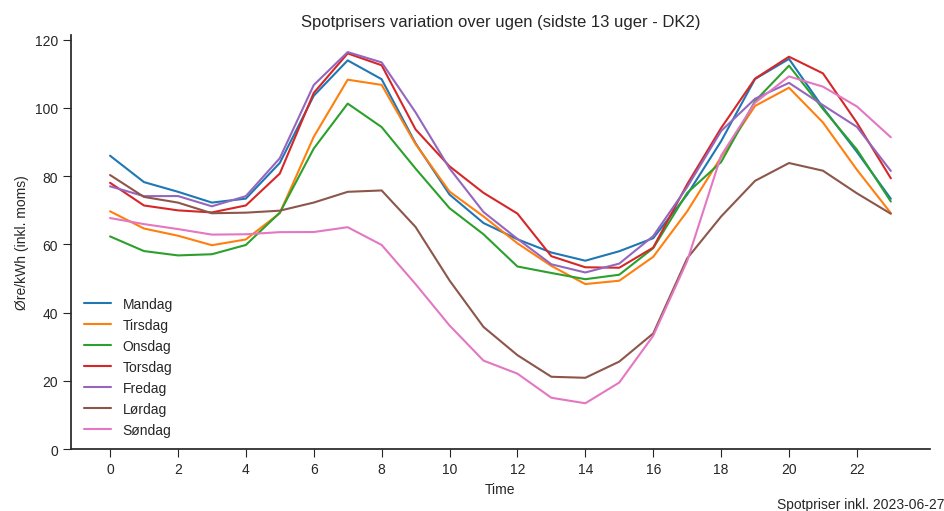 Spotprisers variation over ugen (sidste 13 uger - DK2)
Øre/kWh (inkl. moms)
120
100
80
60
40
20
0
Mandag
Tirsdag
Onsdag
Torsdag
Fredag
Lørdag
Søndag
0 2 4 6 8 10 12 14 16 18 20 22
Time
Spotpriser inkl. 2023-06-27